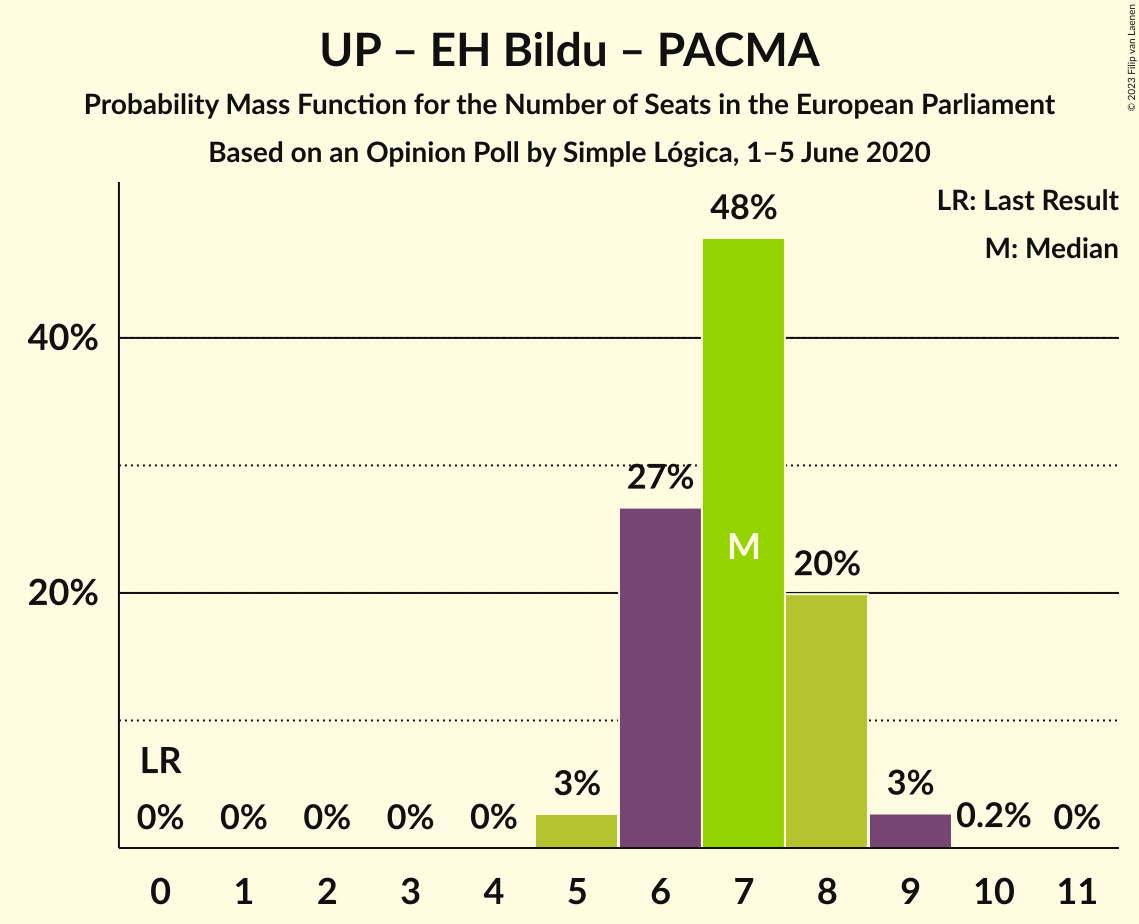 UP – EH Bildu – PACMA
Probability Mass Function for the Number of Seats in the European Parliament
Based on an Opinion Poll by Simple Lógica, 1–5 June 2020
© 2023 Filip van Laenen
LR: Last Result
M: Median
48%
40%
27%
M
20%
20%
LR
3%
3%
0% 0% 0% 0% 0% 0.2% 0%
0 1 2 3 4 5 6 7 8 9 10 11